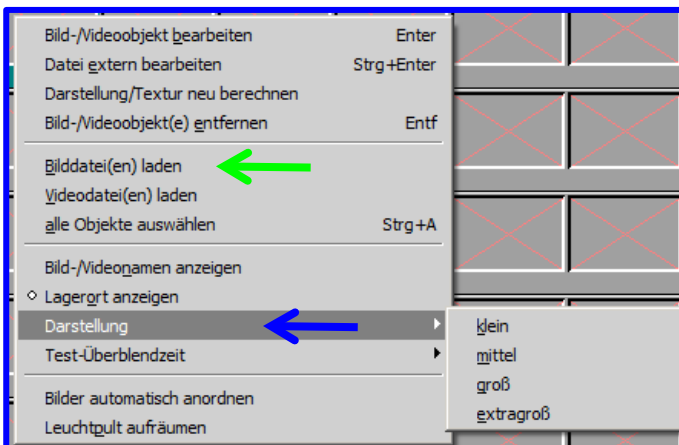 Bild-/Videoobjekt bearbeiten Enter
Datei extern bearbeiten Strg+Enter
Darstellung/Textur neu berechnen
Bild-/Videoobjekt(e) entfernen Entf
Bilddatei(en) laden
Videodatei(en) laden
alle Objekte auswählen Strg+A
Bild-/Videonamen anzeigen
Lagerort anzeigen
Darstellung
Test-Überblendzeit
Bilder automatisch anordnen
Leuchtpult aufräumen
klein
mittel
groß
extragroß